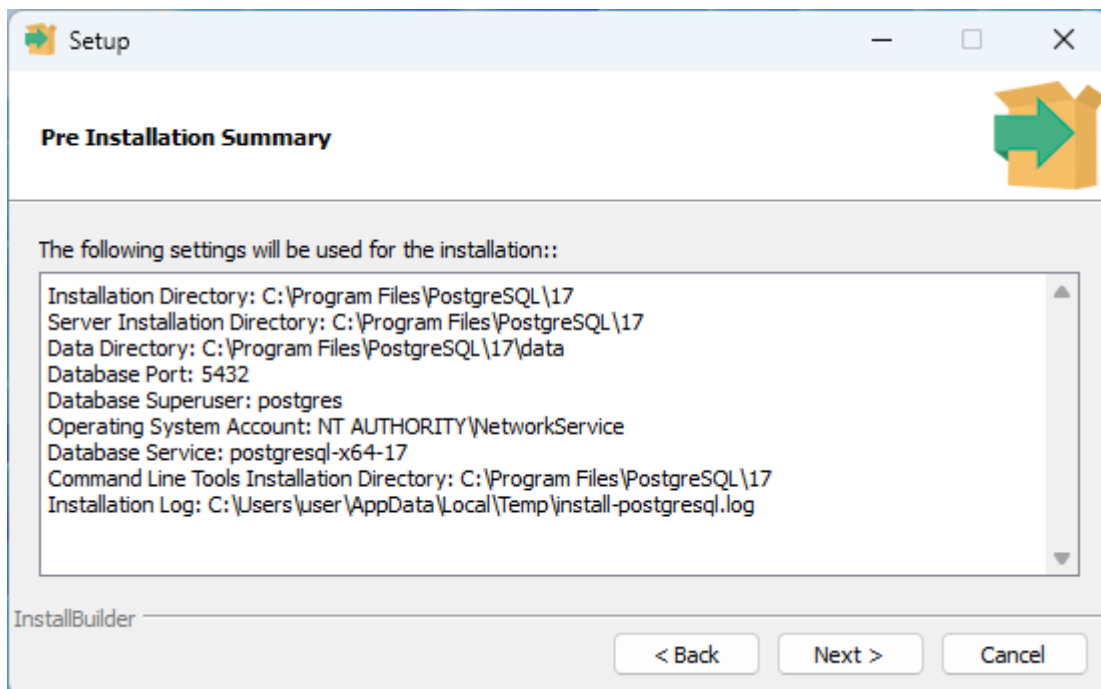 Setup
Pre Installation Summary
The following settings will be used for the installation::
Installation Directory: C:\Program Files\PostgreSQL\17
Server Installation Directory: C:\Program Files\PostgreSQL\17
Data Directory: C:\Program Files\PostgreSQL\17\data
Database Port: 5432
Database Superuser: postgres
Operating System Account: NT AUTHORITY\NetworkService
Database Service: postgresql-x64-17
Command Line Tools Installation Directory: C:\Program Files\PostgreSQL\17
Installation Log: C:\Users\user\AppData\Local\Temp\install-postgresql.log
InstallBuilder
< Back Next > Cancel